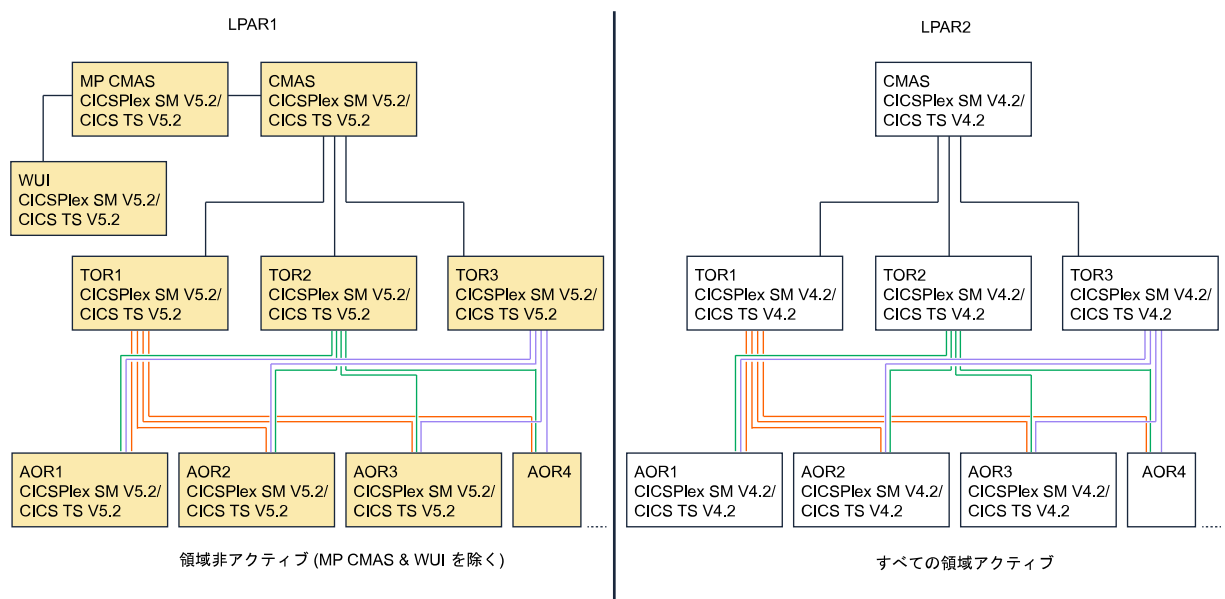 LPAR1
MP CMAS
CICSPlex SM V5.2/
CICS TS V5.2
CMAS
CICSPlex SM V5.2/
CICS TS V5.2
WUI
CICSPlex SM V5.2/
CICS TS V5.2
TOR1
CICSPlex SM V5.2/
CICS TS V5.2
TOR2
CICSPlex SM V5.2/
CICS TS V5.2
TOR3
CICSPlex SM V5.2/
CICS TS V5.2
AOR1
CICSPlex SM V5.2/
CICS TS V5.2
AOR2
CICSPlex SM V5.2/
CICS TS V5.2
AOR3
CICSPlex SM V5.2/
CICS TS V5.2
AOR4
領域非アクティブ (MP CMAS & WUI を除く)
LPAR2
CMAS
CICSPlex SM V4.2/
CICS TS V4.2
TOR1
CICSPlex SM V4.2/
CICS TS V4.2
TOR2
CICSPlex SM V4.2/
CICS TS V4.2
TOR3
CICSPlex SM V4.2/
CICS TS V4.2
AOR1
CICSPlex SM V4.2/
CICS TS V4.2
AOR2
CICSPlex SM V4.2/
CICS TS V4.2
AOR3
CICSPlex SM V4.2/
CICS TS V4.2
AOR4
すべての領域アクティブ